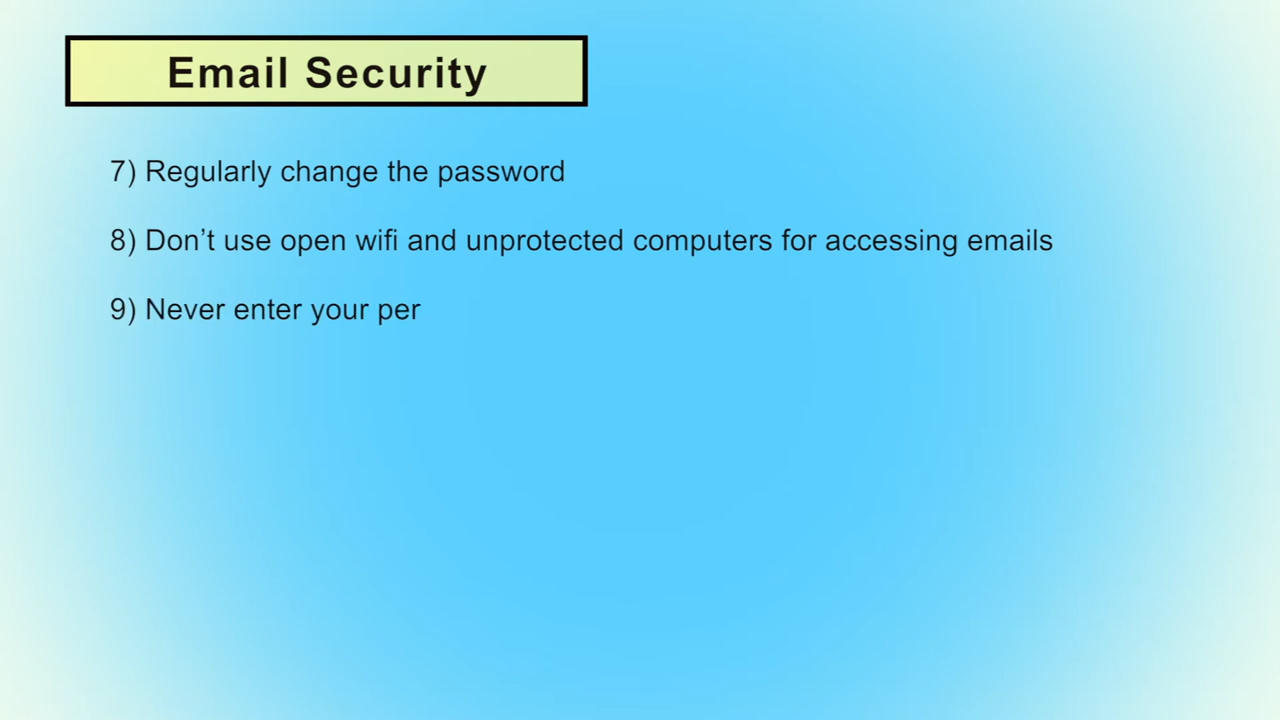 Email Security
7) Regularly change the password
8) Don’t use open wifi and unprotected computers for accessing emails
9) Never enter your per